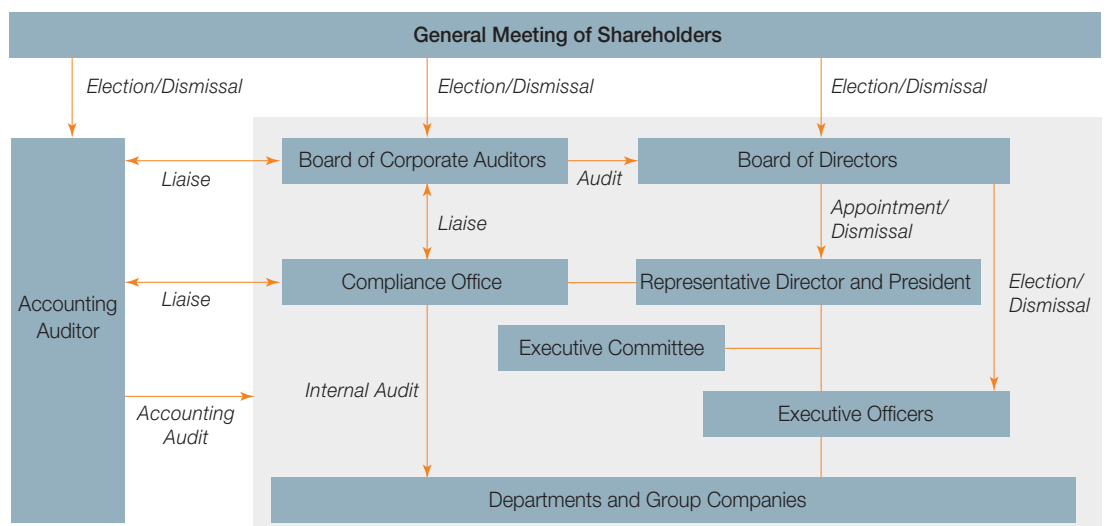 General Meeting of Shareholders
Election/Dismissal
Election/Dismissal
Election/Dismissal
Board of Corporate Auditors
Board of Directors
Liaise
Audit
Liaise
Appointment/
Dismissal
Compliance Office
Representative Director and President
Liaise
Election/
Dismissal
Accounting
Auditor
Executive Committee
Internal Audit
Accounting
Audit
Executive Officers
Departments and Group Companies